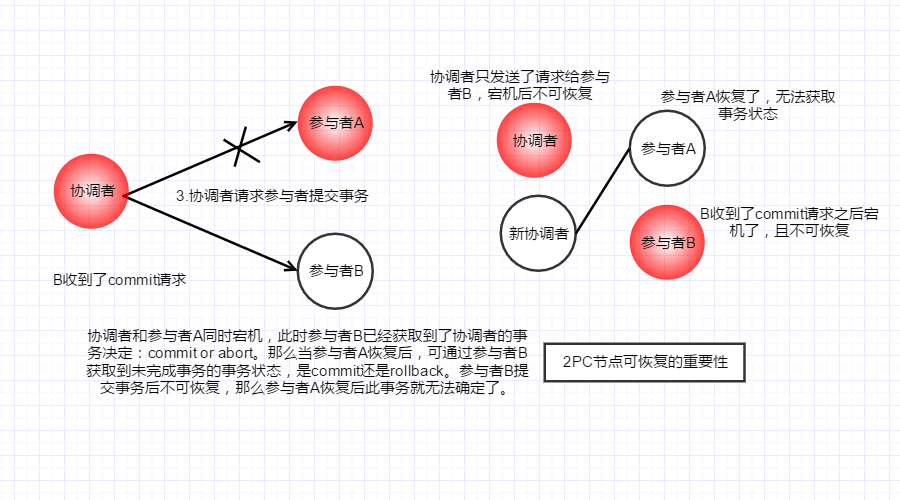 协调者
参与者A
3.协调者请求参与者提交事务
参与者B
B收到了commit请求
协调者只发送了请求给参与
者B，宕机后不可恢复
协调者
参与者A恢复了，无法获取
事务状态
参与者A
新协调者
B收到了commit请求之后宕
机了，且不可恢复
参与者B
协调者和参与者A同时宕机，此时参与者B已经获取到了协调者的事
务决定：commit or abort。那么当参与者A恢复后，可通过参与者B
获取到未完成事务的事务状态，是commit还是rollback。参与者B提
交事务后不可恢复，那么参与者A恢复后此事务就无法确定了。
2PC节点可恢复的重要性